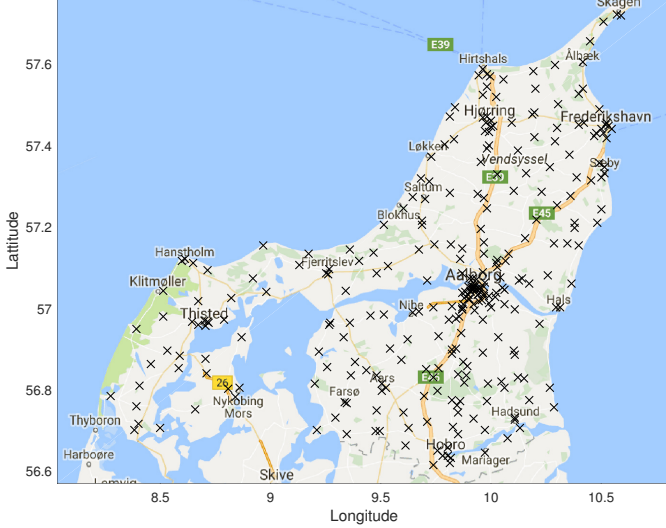 Skagen
E39
57.6
Hirtshals
Ålbæk
Hjørring
Frederikshavn
57.4
Løkken
Vendsyssel
Sæby
E39
Saltum
Blokhus
E45
57.2
Hanstholm
Fjerritslev
Klitmøller
Aalborg
57
Thisted
Nibe
Hals
Lattitude
E45
56.8
26
Aars
Farsø
Nykøbing
Mors
Hadsund
Thyboron
Hobro
Mariager
Harboøre
56.6
Skive
Lemvig
8.5
9
9.5
10
10.5
Longitude